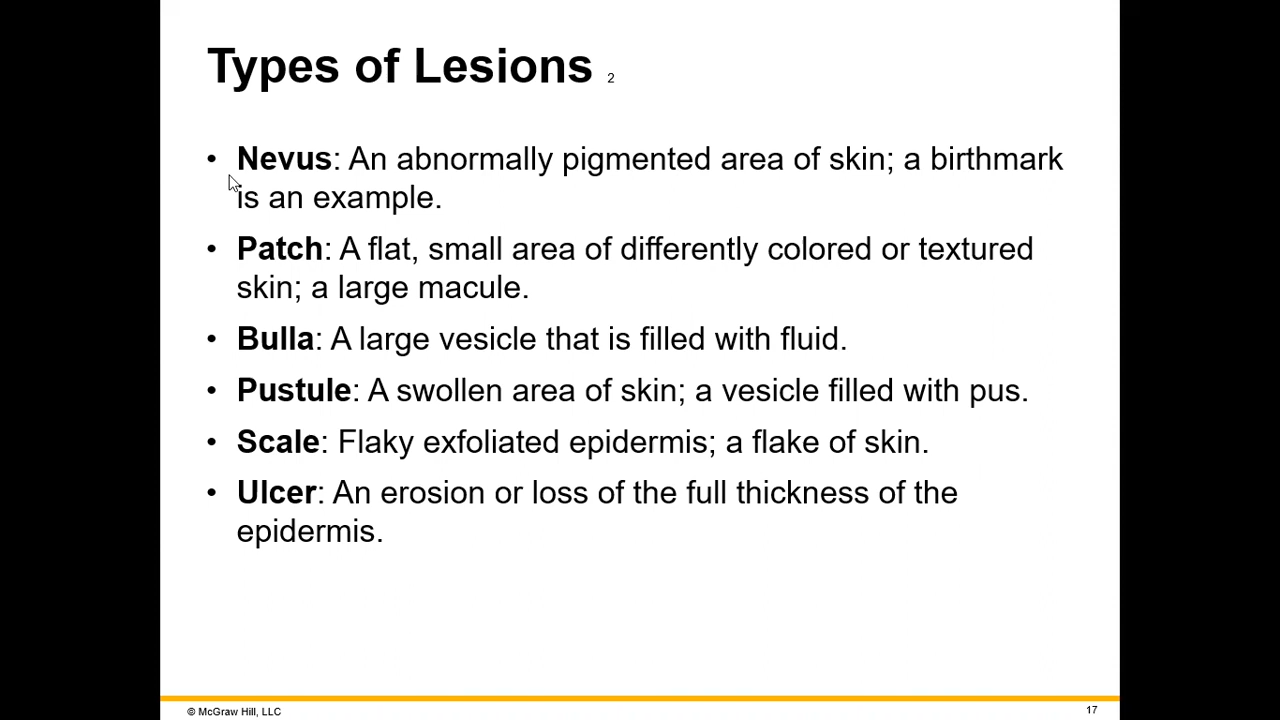 Types of Lesions 2
• Nevus: An abnormally pigmented area of skin; a birthmark
is an example.
• Patch: A flat, small area of differently colored or textured
skin; a large macule.
• Bulla: A large vesicle that is filled with fluid.
• Pustule: A swollen area of skin; a vesicle filled with pus.
• Scale: Flaky exfoliated epidermis; a flake of skin.
• Ulcer: An erosion or loss of the full thickness of the
epidermis.
© McGraw Hill, LLC
17